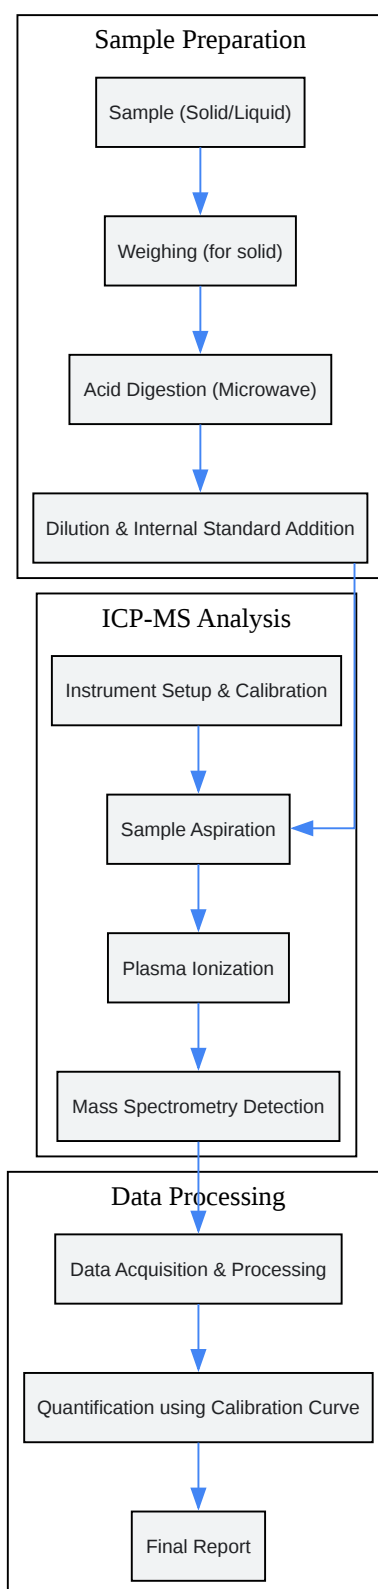 Sample Preparation
Sample (Solid/Liquid)
Weighing (for solid)
Acid Digestion (Microwave)
Dilution & Internal Standard Addition
ICP-MS Analysis
Instrument Setup & Calibration
Sample Aspiration
Plasma Ionization
Mass Spectrometry Detection
Data Processing
Data Acquisition & Processing
Quantification using Calibration Curve
Final Report